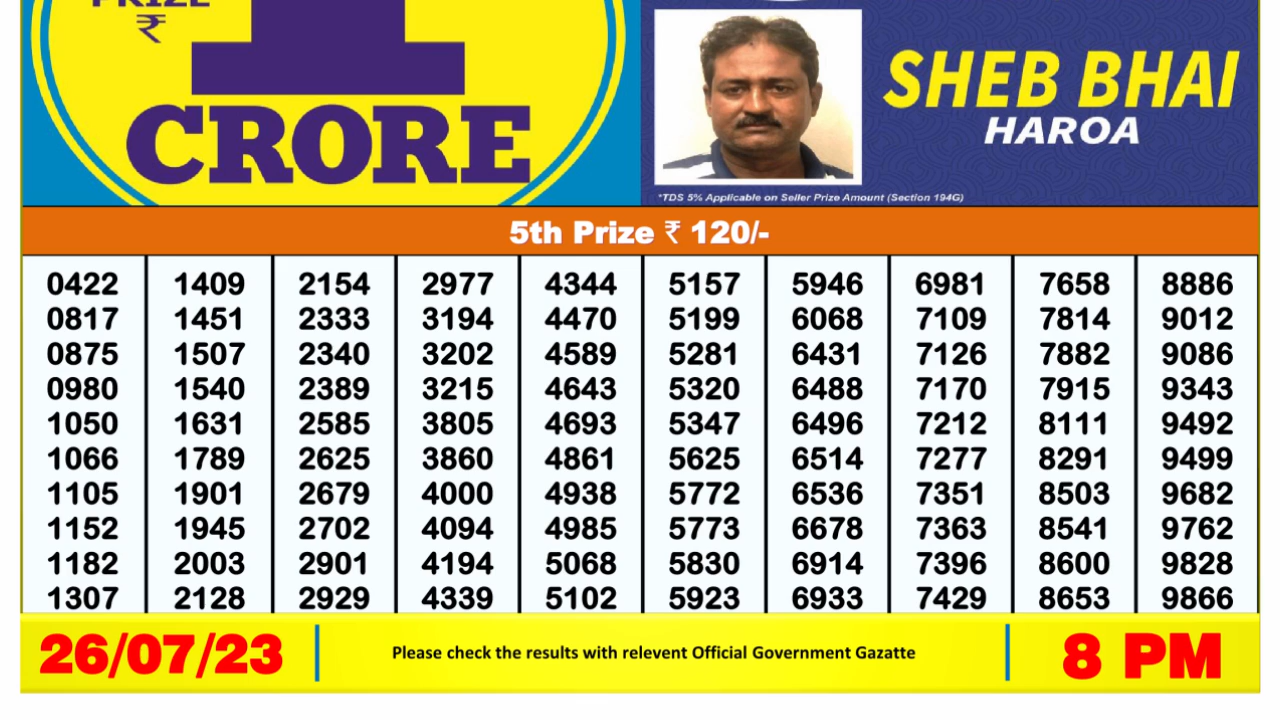 PRIZE
₹
1
CRORE
SHEB BHAI
HAROA
*TDS 5% Applicable on Seller Prize Amount (Section 194G)
5th Prize ₹ 120/-
0422 1409 2154 2977 4344 5157 5946 6981 7658 8886
0817 1451 2333 3194 4470 5199 6068 7109 7814 9012
0875 1507 2340 3202 4589 5281 6431 7126 7882 9086
0980 1540 2389 3215 4643 5320 6488 7170 7915 9343
1050 1631 2585 3805 4693 5347 6496 7212 8111 9492
1066 1789 2625 3860 4861 5625 6514 7277 8291 9499
1105 1901 2679 4000 4938 5772 6536 7351 8503 9682
1152 1945 2702 4094 4985 5773 6678 7363 8541 9762
1182 2003 2901 4194 5068 5830 6914 7396 8600 9828
1307 2128 2929 4339 5102 5923 6933 7429 8653 9866
26/07/23
Please check the results with relevent Official Government Gazatte
8 PM